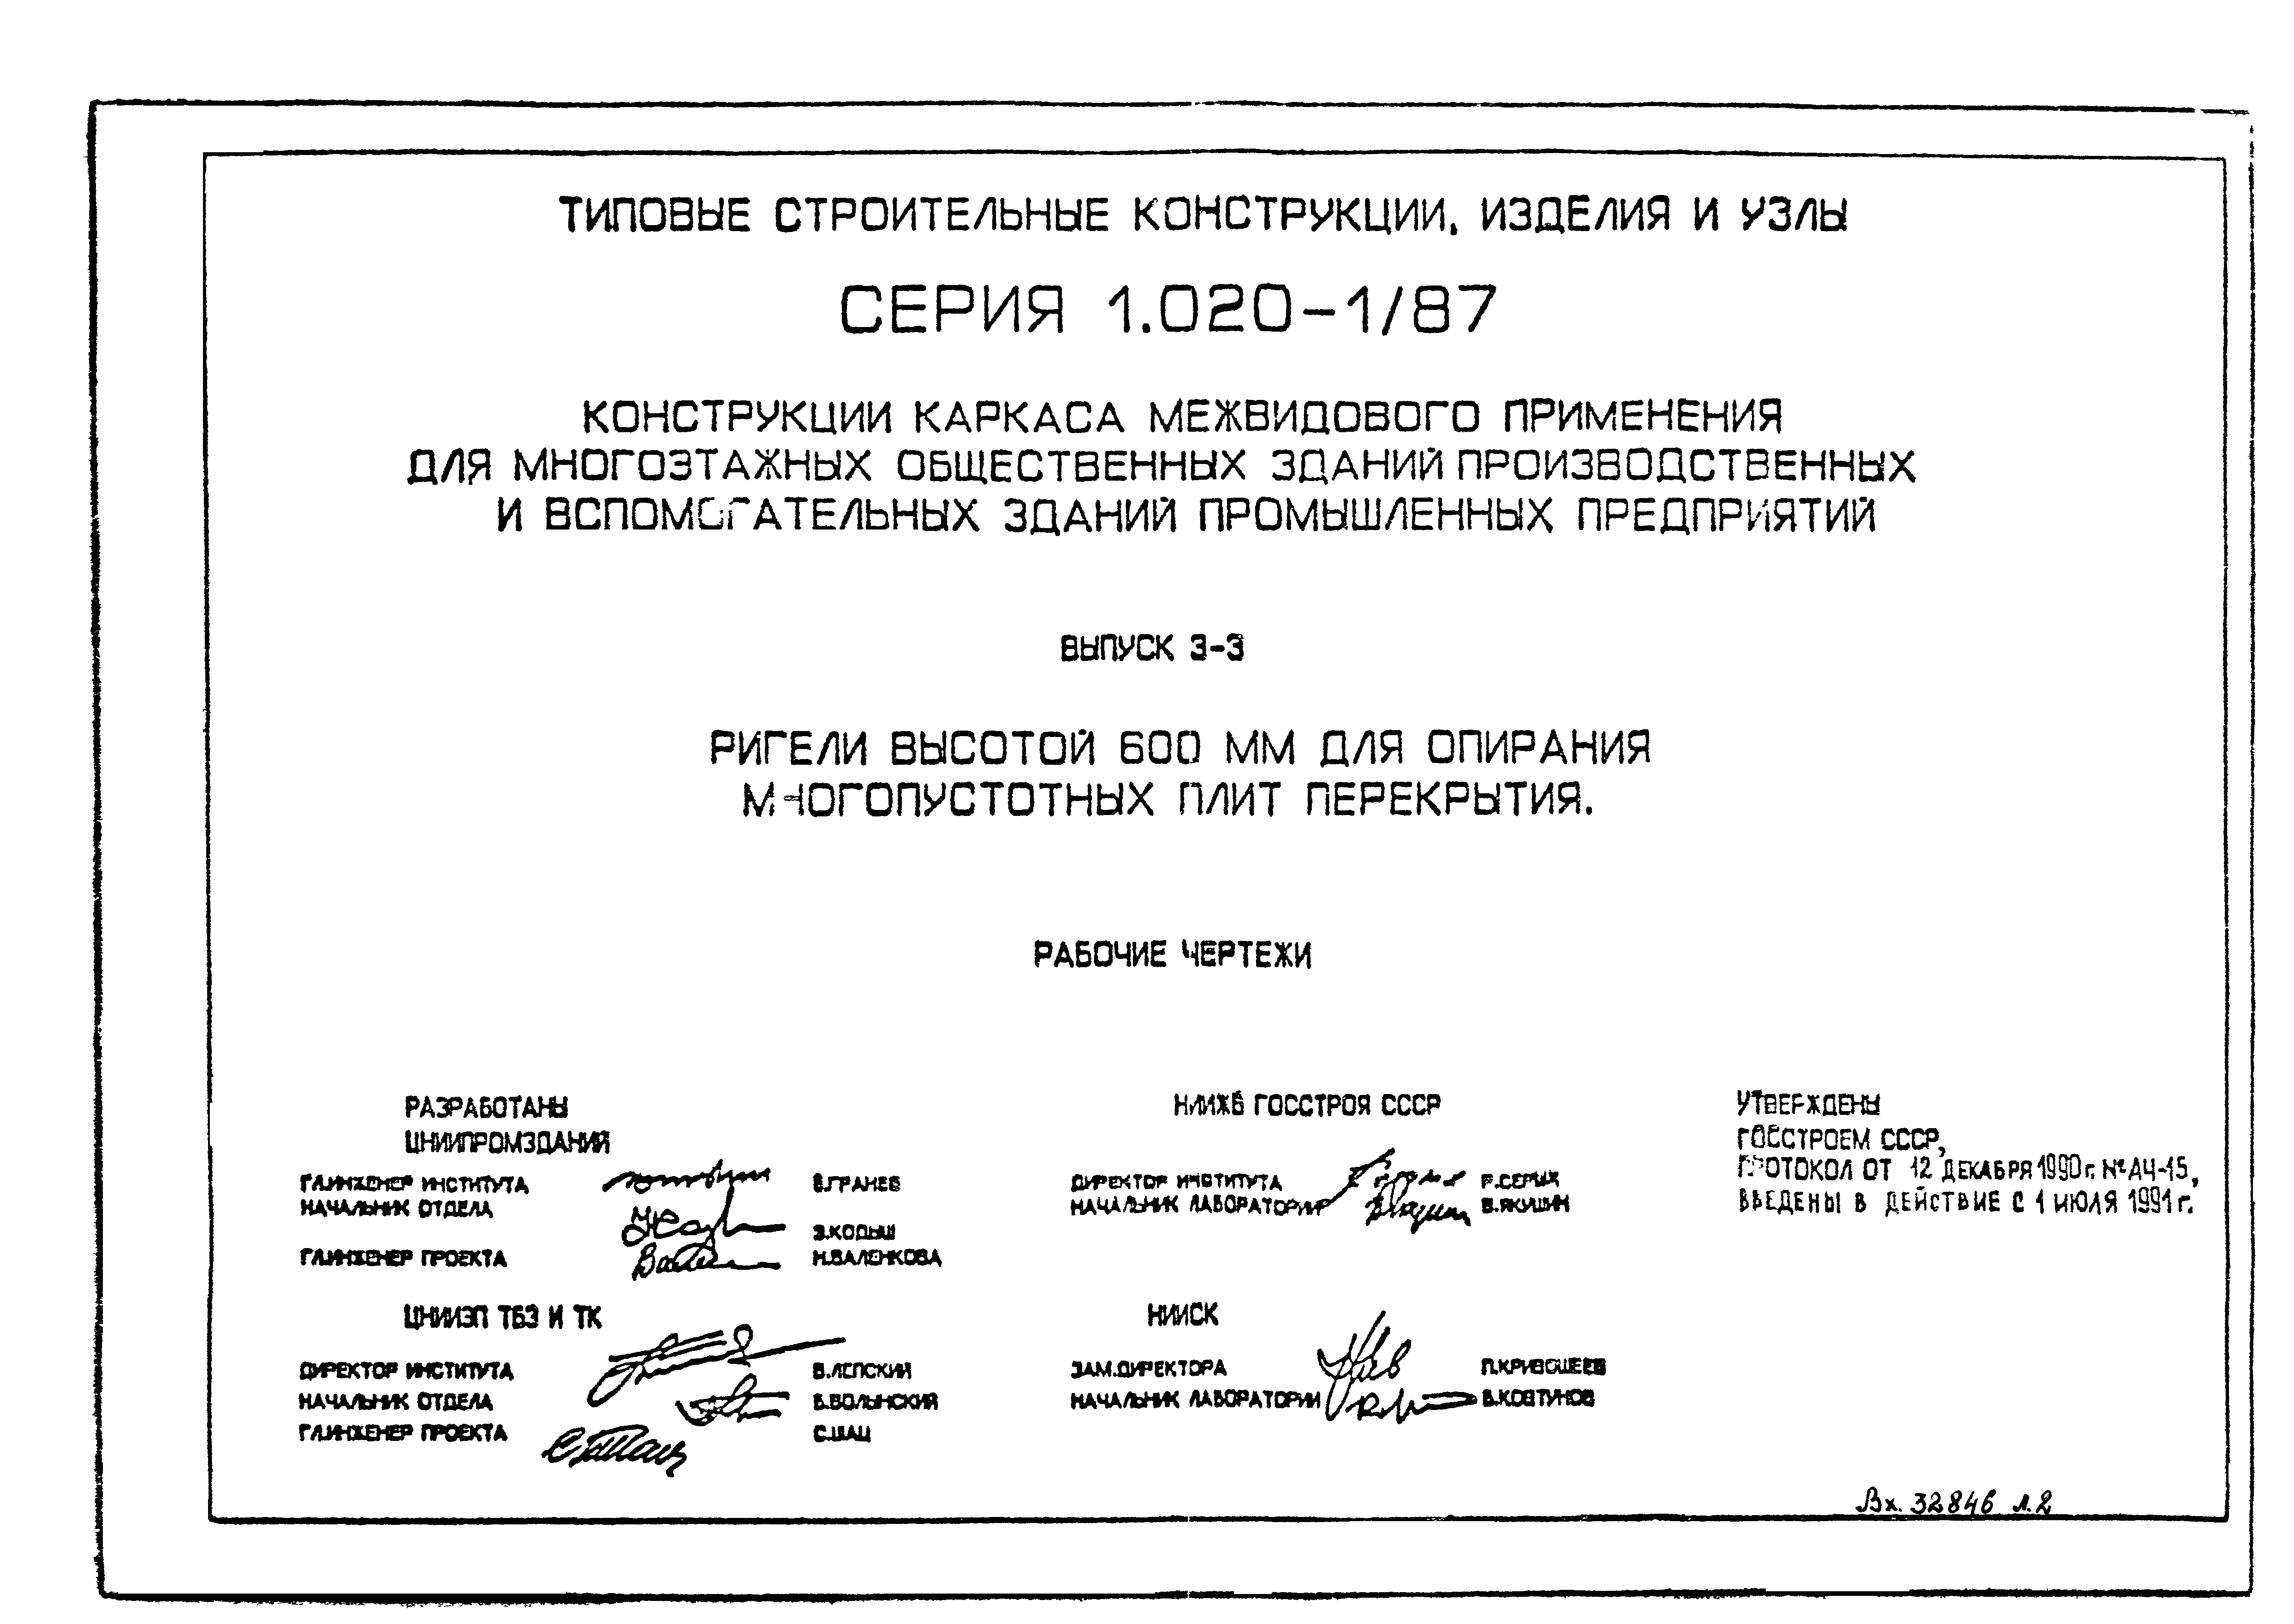 ТИПОВЫЕ СТРОИТЕЛЬНЫЕ КОНСТРУКЦИИ, ИЗДЕЛИЯ И УЗЛЫ
СЕРИЯ 1.020-1/87
КОНСТРУКЦИИ КАРКАСА МЕЖВИДОВОГО ПРИМЕНЕНИЯ
ДЛЯ МНОГОЭТАЖНЫХ ОБЩЕСТВЕННЫХ ЗДАНИЙ ПРОИЗВОДСТВЕННЫХ
И ВСПОМОГАТЕЛЬНЫХ ЗДАНИЙ ПРОМЫШЛЕННЫХ ПРЕДПРИЯТИЙ
ВЫПУСК 3-3
РИГЕЛИ ВЫСОТОЙ 600 ММ ДЛЯ ОПИРАНИЯ
МНОГОПУСТОТНЫХ ПЛИТ ПЕРЕКРЫТИЯ.
РАБОЧИЕ ЧЕРТЕЖИ
РАЗРАБОТАНЫ
ЦНИИПРОМЗДАНИЙ
ГЛ.ИНЖЕНЕР ИНСТИТУТА В.ГРАНЕВ
НАЧАЛЬНИК ОТДЕЛА Э.КОДЫШ
ГЛ.ИНЖЕНЕР ПРОЕКТА Н.ВАЛЕНКОВА
ЦНИИЭП ТБЗ И ТК
ДИРЕКТОР ИНСТИТУТА В.ЛЕПСКИЙ
НАЧАЛЬНИК ОТДЕЛА Б.ВОЛЫНСКИЙ
ГЛ.ИНЖЕНЕР ПРОЕКТА С.ШАЦ
НИИЖБ ГОССТРОЯ СССР
ДИРЕКТОР ИНСТИТУТА Р.СЕРЫХ
НАЧАЛЬНИК ЛАБОРАТОРИИ В.ЯКУШИН
НИИСК
ЗАМ.ДИРЕКТОРА П.КРИВОШЕЕВ
НАЧАЛЬНИК ЛАБОРАТОРИИ В.КОВТУНОВ
УТВЕРЖДЕНЫ
ГОССТРОЕМ СССР,
ПРОТОКОЛ ОТ 12 ДЕКАБРЯ 1990 г. № АЧ-15,
ВВЕДЕНЫ В ДЕЙСТВИЕ С 1 ИЮЛЯ 1991 г.
Вх. 32846 л.2